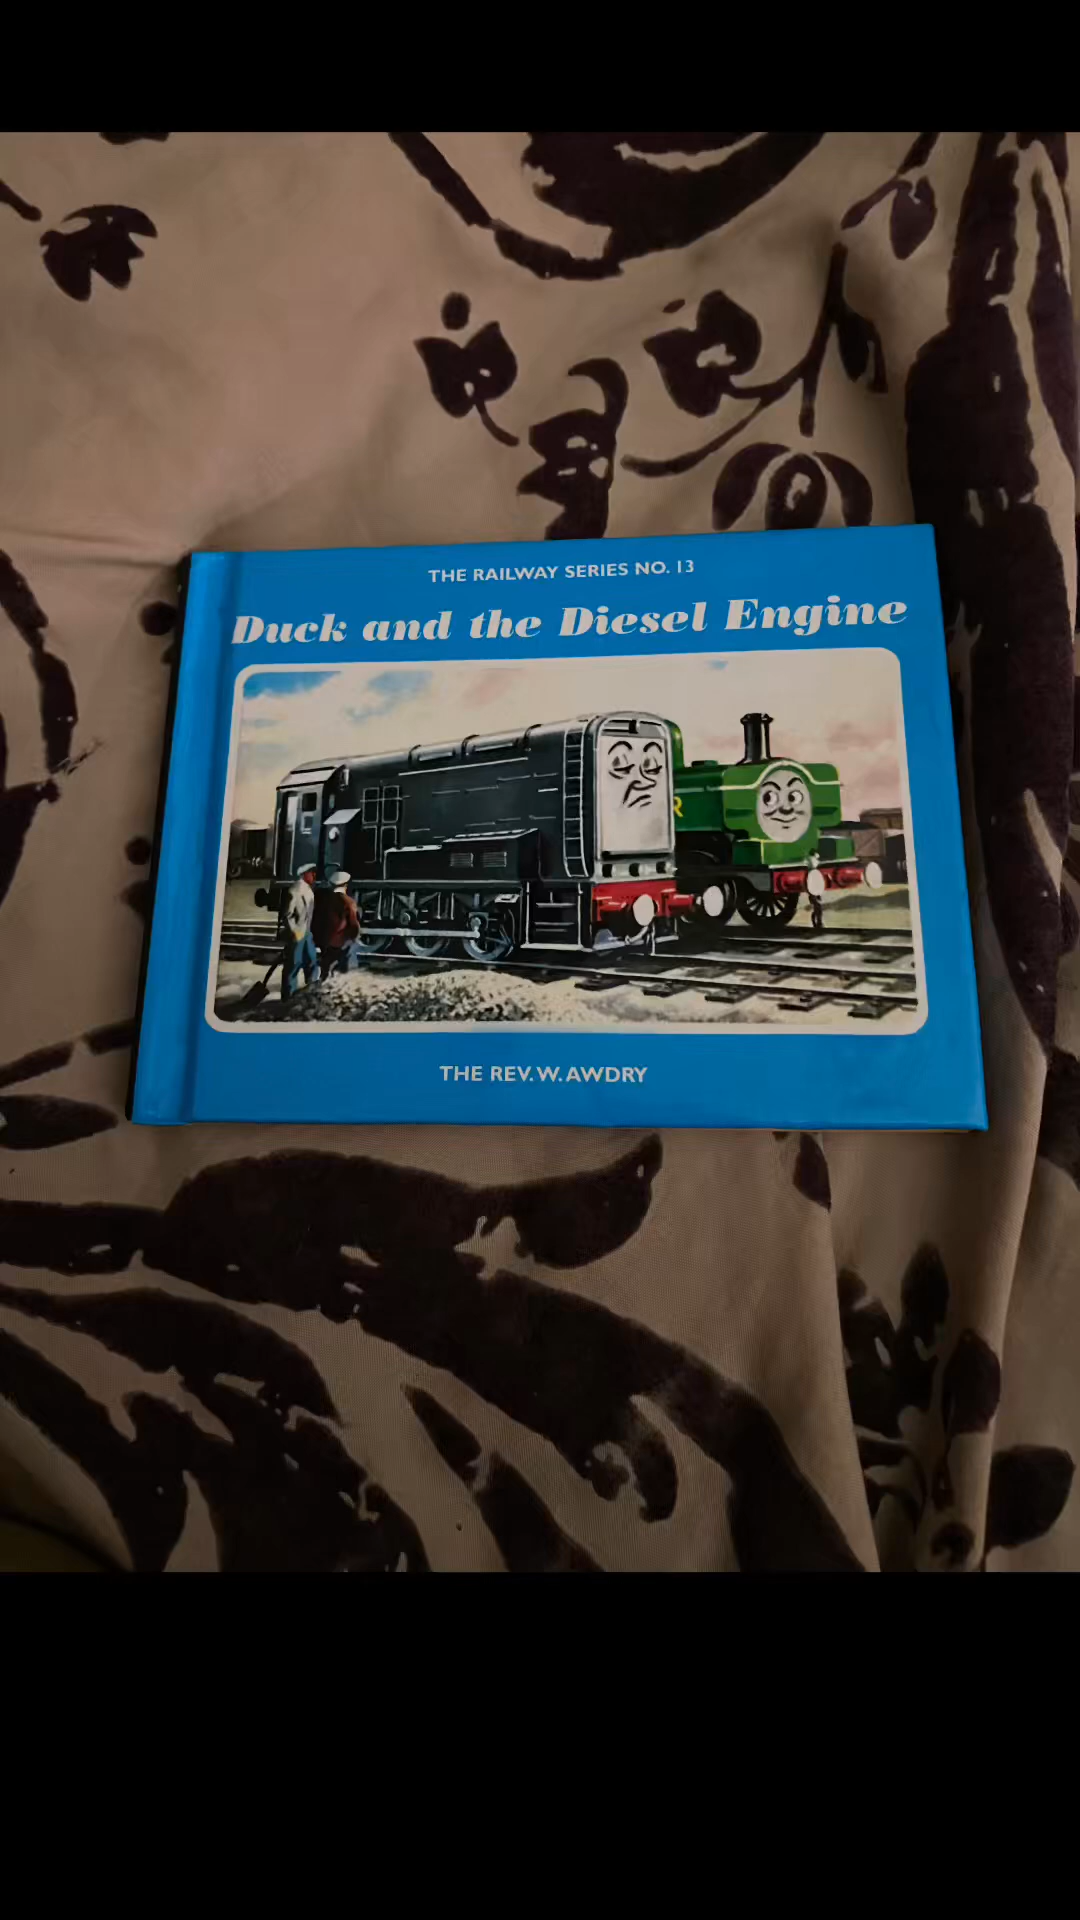 THE RAILWAY SERIES NO. 13
Duck and the Diesel Engine
R
THE REV. W. AWDRY